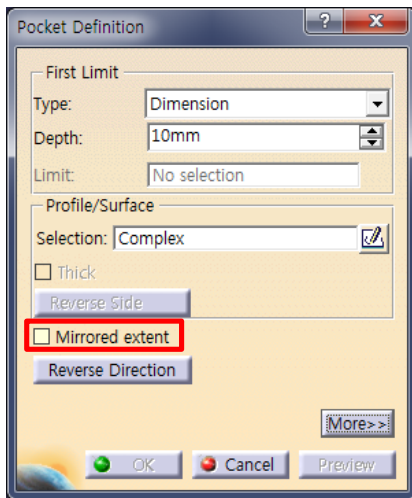 Pocket Definition
First Limit
Type: Dimension
Depth: 10mm
Limit: No selection
Profile/Surface
Selection: Complex
Thick
Reverse Side
Mirrored extent
Reverse Direction
More>>
OK Cancel Preview